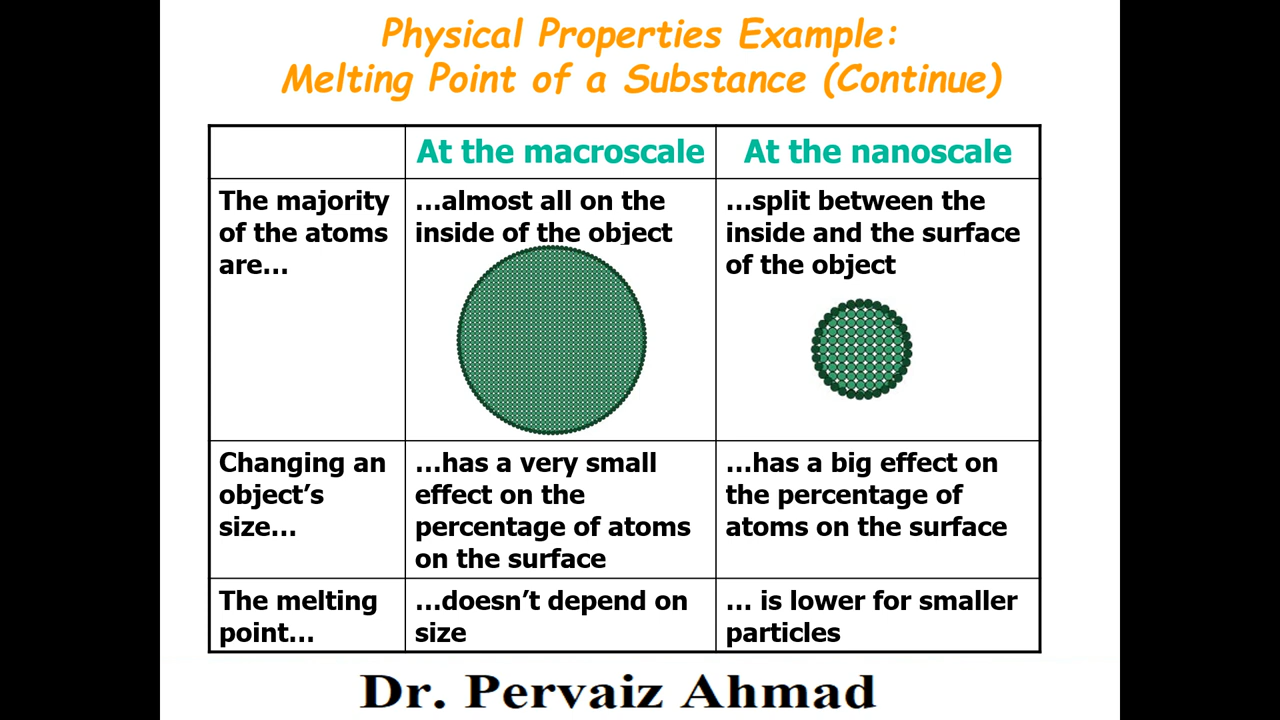 Physical Properties Example:
Melting Point of a Substance (Continue)
At the macroscale
At the nanoscale
The majority
of the atoms
are…
…almost all on the
inside of the object
…split between the
inside and the surface
of the object
Changing an
object’s
size…
…has a very small
effect on the
percentage of atoms
on the surface
…has a big effect on
the percentage of
atoms on the surface
The melting
point…
…doesn’t depend on
size
… is lower for smaller
particles
Dr. Pervaiz Ahmad